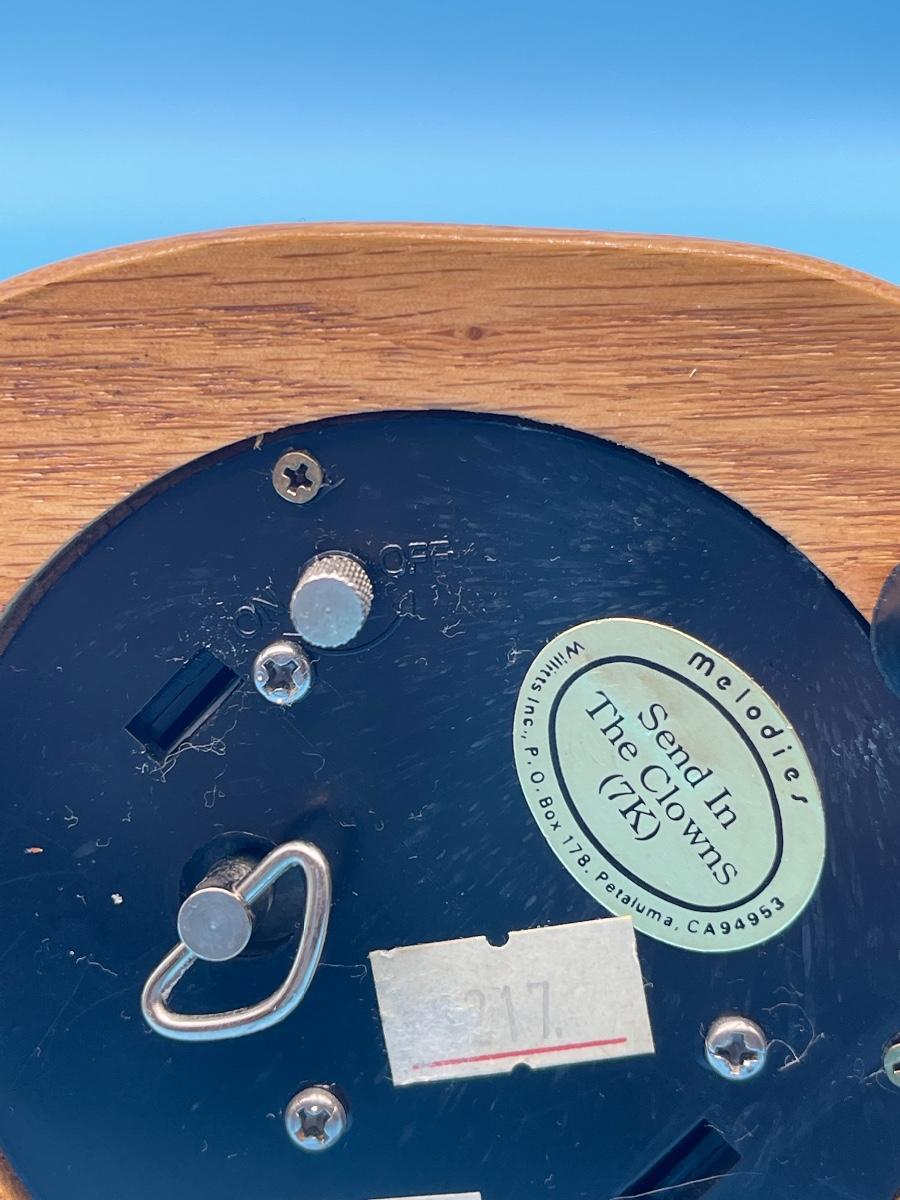 OFF
ON
melodies
Send In
The Clowns
(7K)
Willitts Inc., P. O. Box 178, Petaluma, CA 94953
217.